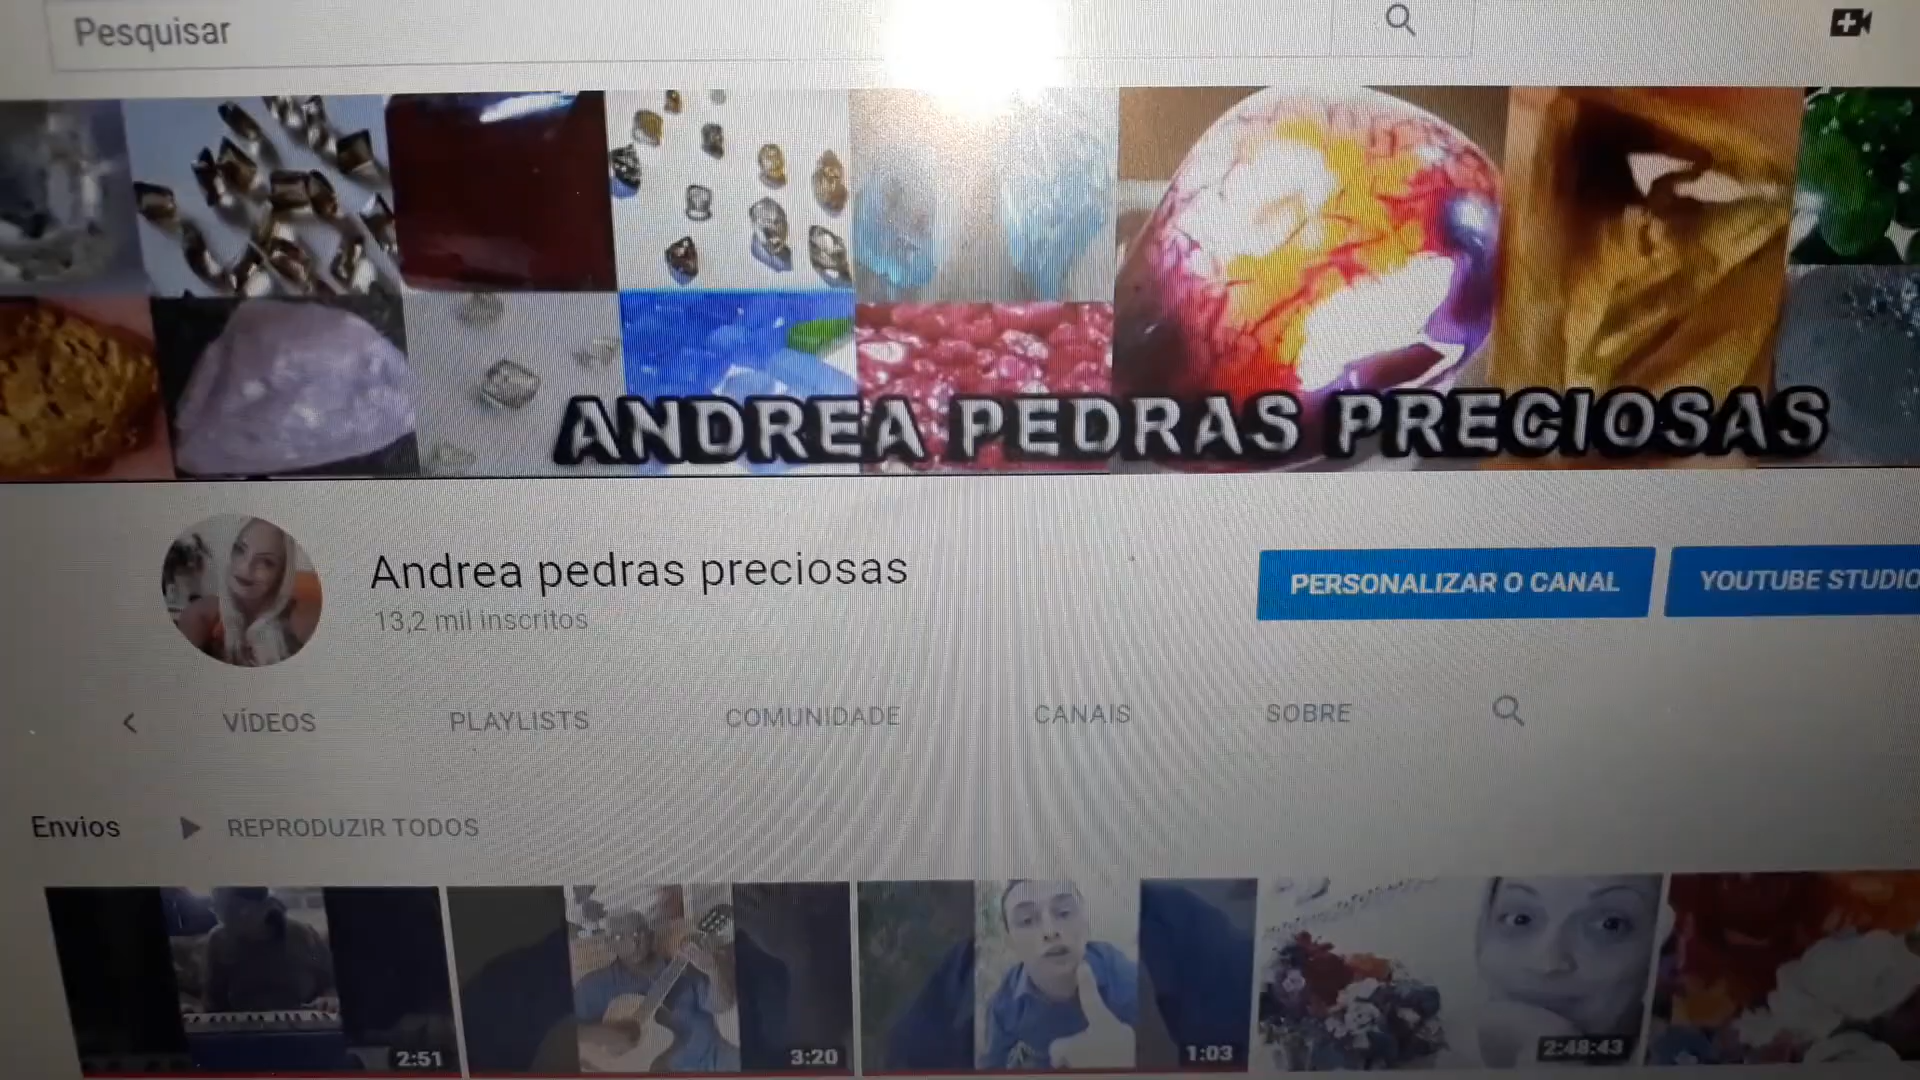 Pesquisar
ANDREA PEDRAS PRECIOSAS
Andrea pedras preciosas
13,2 mil inscritos
PERSONALIZAR O CANAL
YOUTUBE STUDIO
VÍDEOS
PLAYLISTS
COMUNIDADE
CANAIS
SOBRE
Envios
REPRODUZIR TODOS
2:51
3:20
1:03
2:48:43